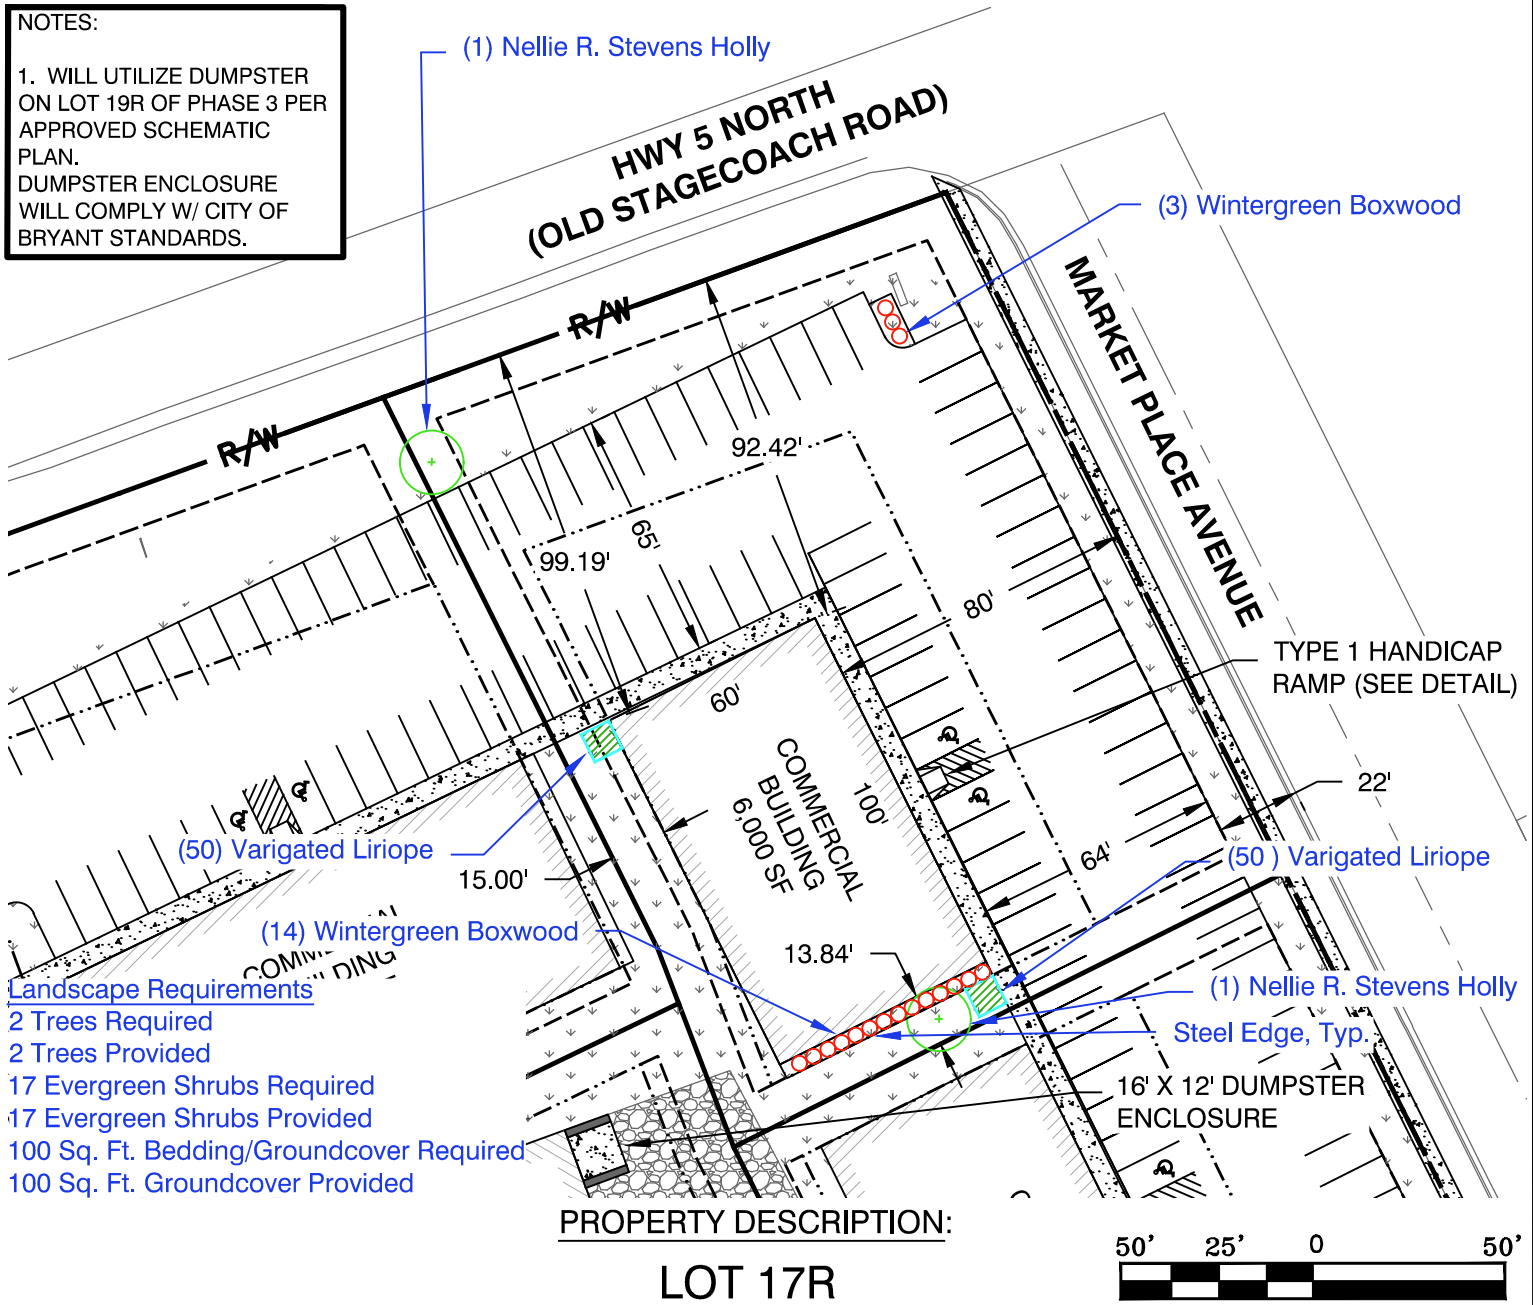 NOTES:
1. WILL UTILIZE DUMPSTER
ON LOT 19R OF PHASE 3 PER
APPROVED SCHEMATIC
PLAN.
DUMPSTER ENCLOSURE
WILL COMPLY W/ CITY OF
BRYANT STANDARDS.
(1) Nellie R. Stevens Holly
HWY 5 NORTH
(OLD STAGECOACH ROAD)
(3) Wintergreen Boxwood
MARKET PLACE AVENUE
R/W
R/W
92.42'
99.19'
65'
80'
TYPE 1 HANDICAP
RAMP (SEE DETAIL)
60'
COMMERCIAL
BUILDING
6,000 SF
100'
22'
64'
(50) Varigated Liriope
(50 ) Varigated Liriope
15.00'
(14) Wintergreen Boxwood
13.84'
(1) Nellie R. Stevens Holly
Steel Edge, Typ.
16' X 12' DUMPSTER
ENCLOSURE
Landscape Requirements
2 Trees Required
2 Trees Provided
17 Evergreen Shrubs Required
17 Evergreen Shrubs Provided
100 Sq. Ft. Bedding/Groundcover Required
100 Sq. Ft. Groundcover Provided
PROPERTY DESCRIPTION:
LOT 17R
50' 25' 0 50'